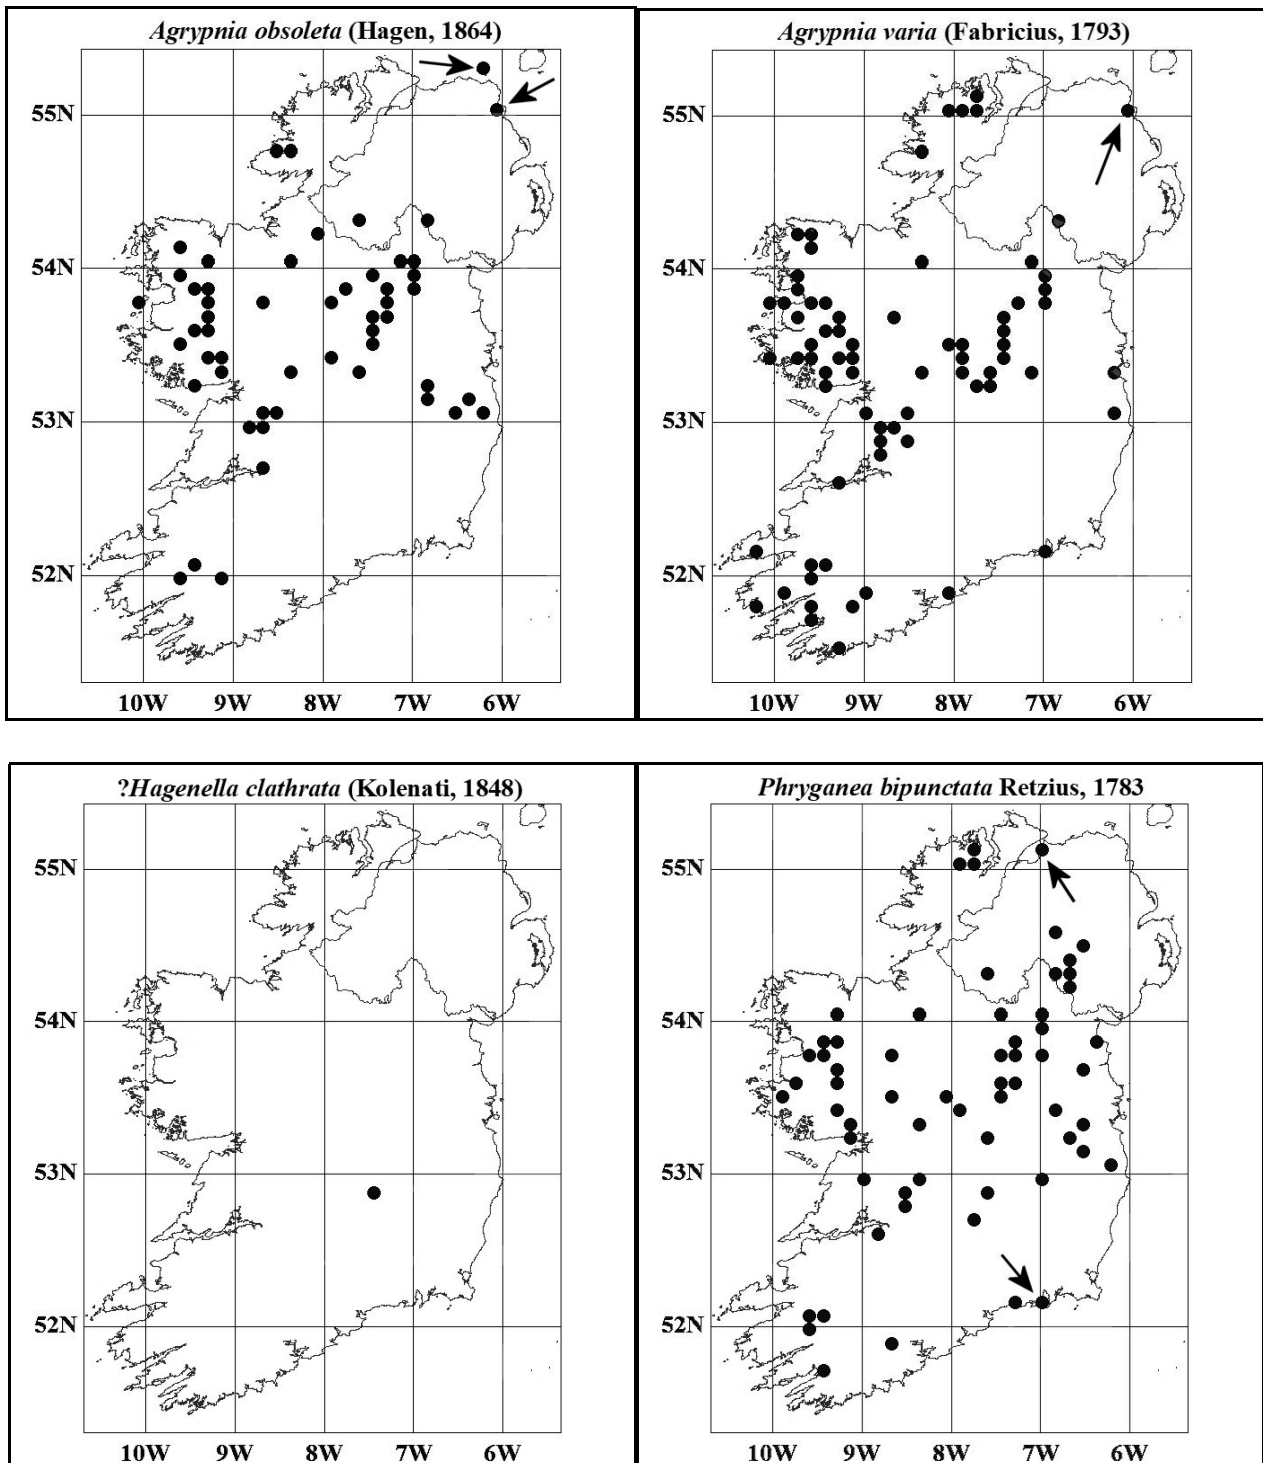 Agrypnia obsoleta (Hagen, 1864)
55N
54N
53N
52N
10W 9W 8W 7W 6W
Agrypnia varia (Fabricius, 1793)
55N
54N
53N
52N
10W 9W 8W 7W 6W
?Hagenella clathrata (Kolenati, 1848)
55N
54N
53N
52N
10W 9W 8W 7W 6W
Phryganea bipunctata Retzius, 1783
55N
54N
53N
52N
10W 9W 8W 7W 6W